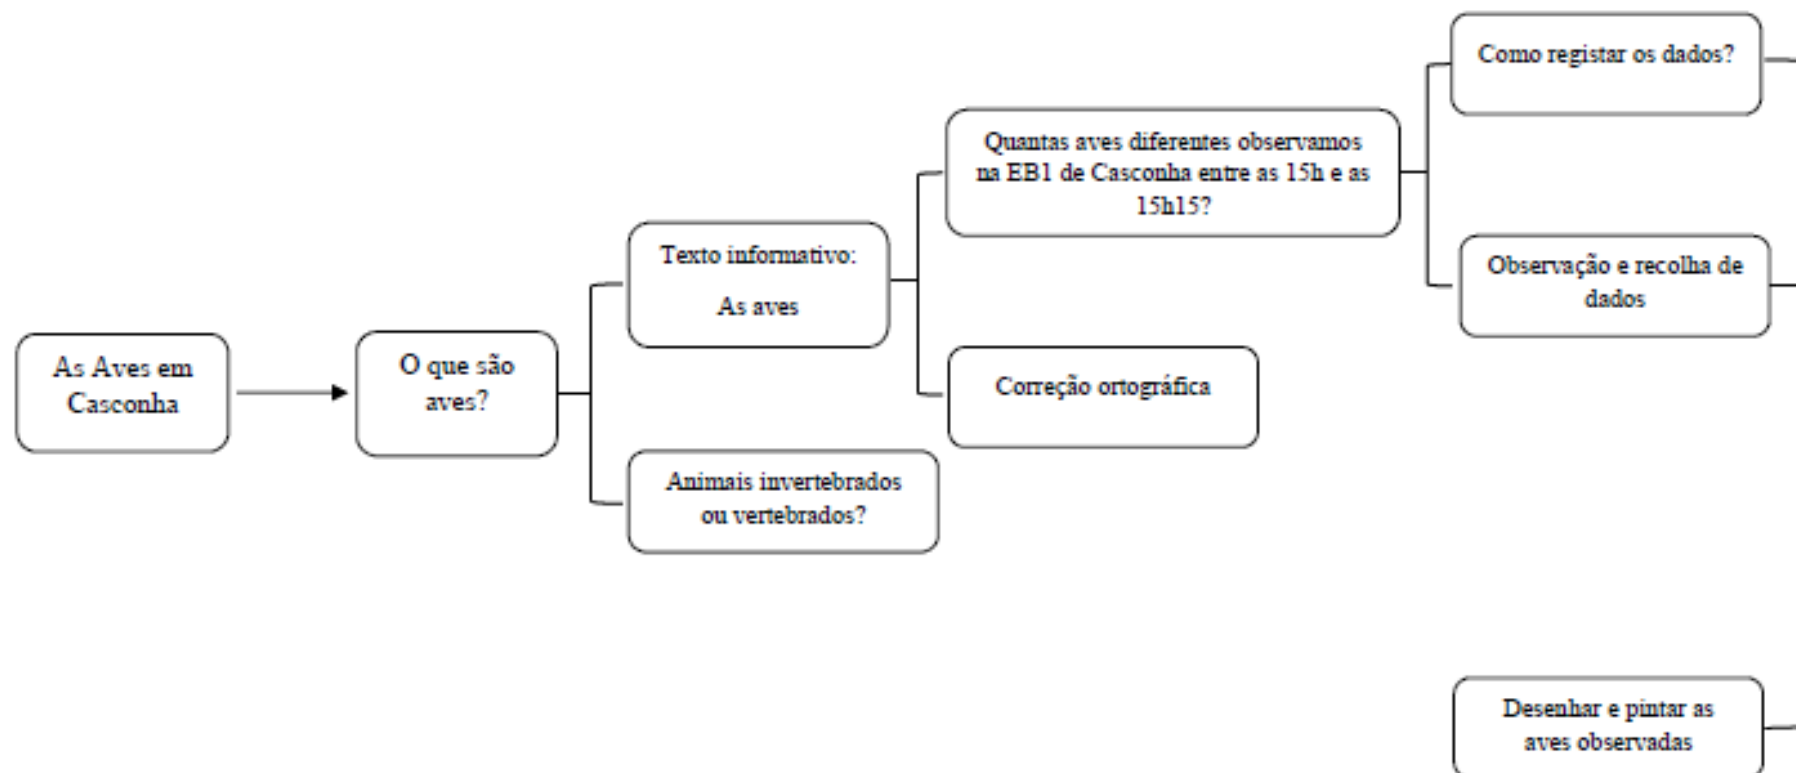 As Aves em
Casconha
O que são
aves?
Texto informativo:
As aves
Animais invertebrados
ou vertebrados?
Quantas aves diferentes observamos
na EB1 de Casconha entre as 15h e as
15h15?
Correção ortográfica
Como registar os dados?
Observação e recolha de
dados
Desenhar e pintar as
aves observadas